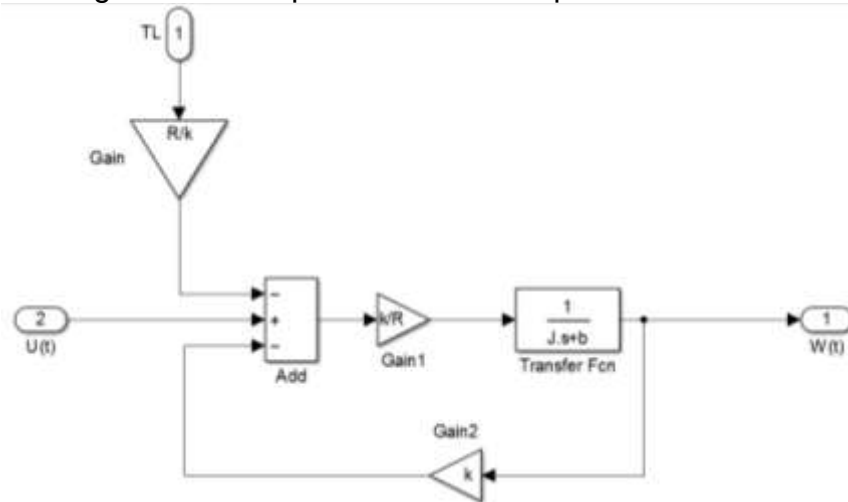 TL
1
R/k
Gain
2
U(t)
−
+
−
Add
k/R
Gain1
1
J.s+b
Transfer Fcn
1
W(t)
Gain2
k